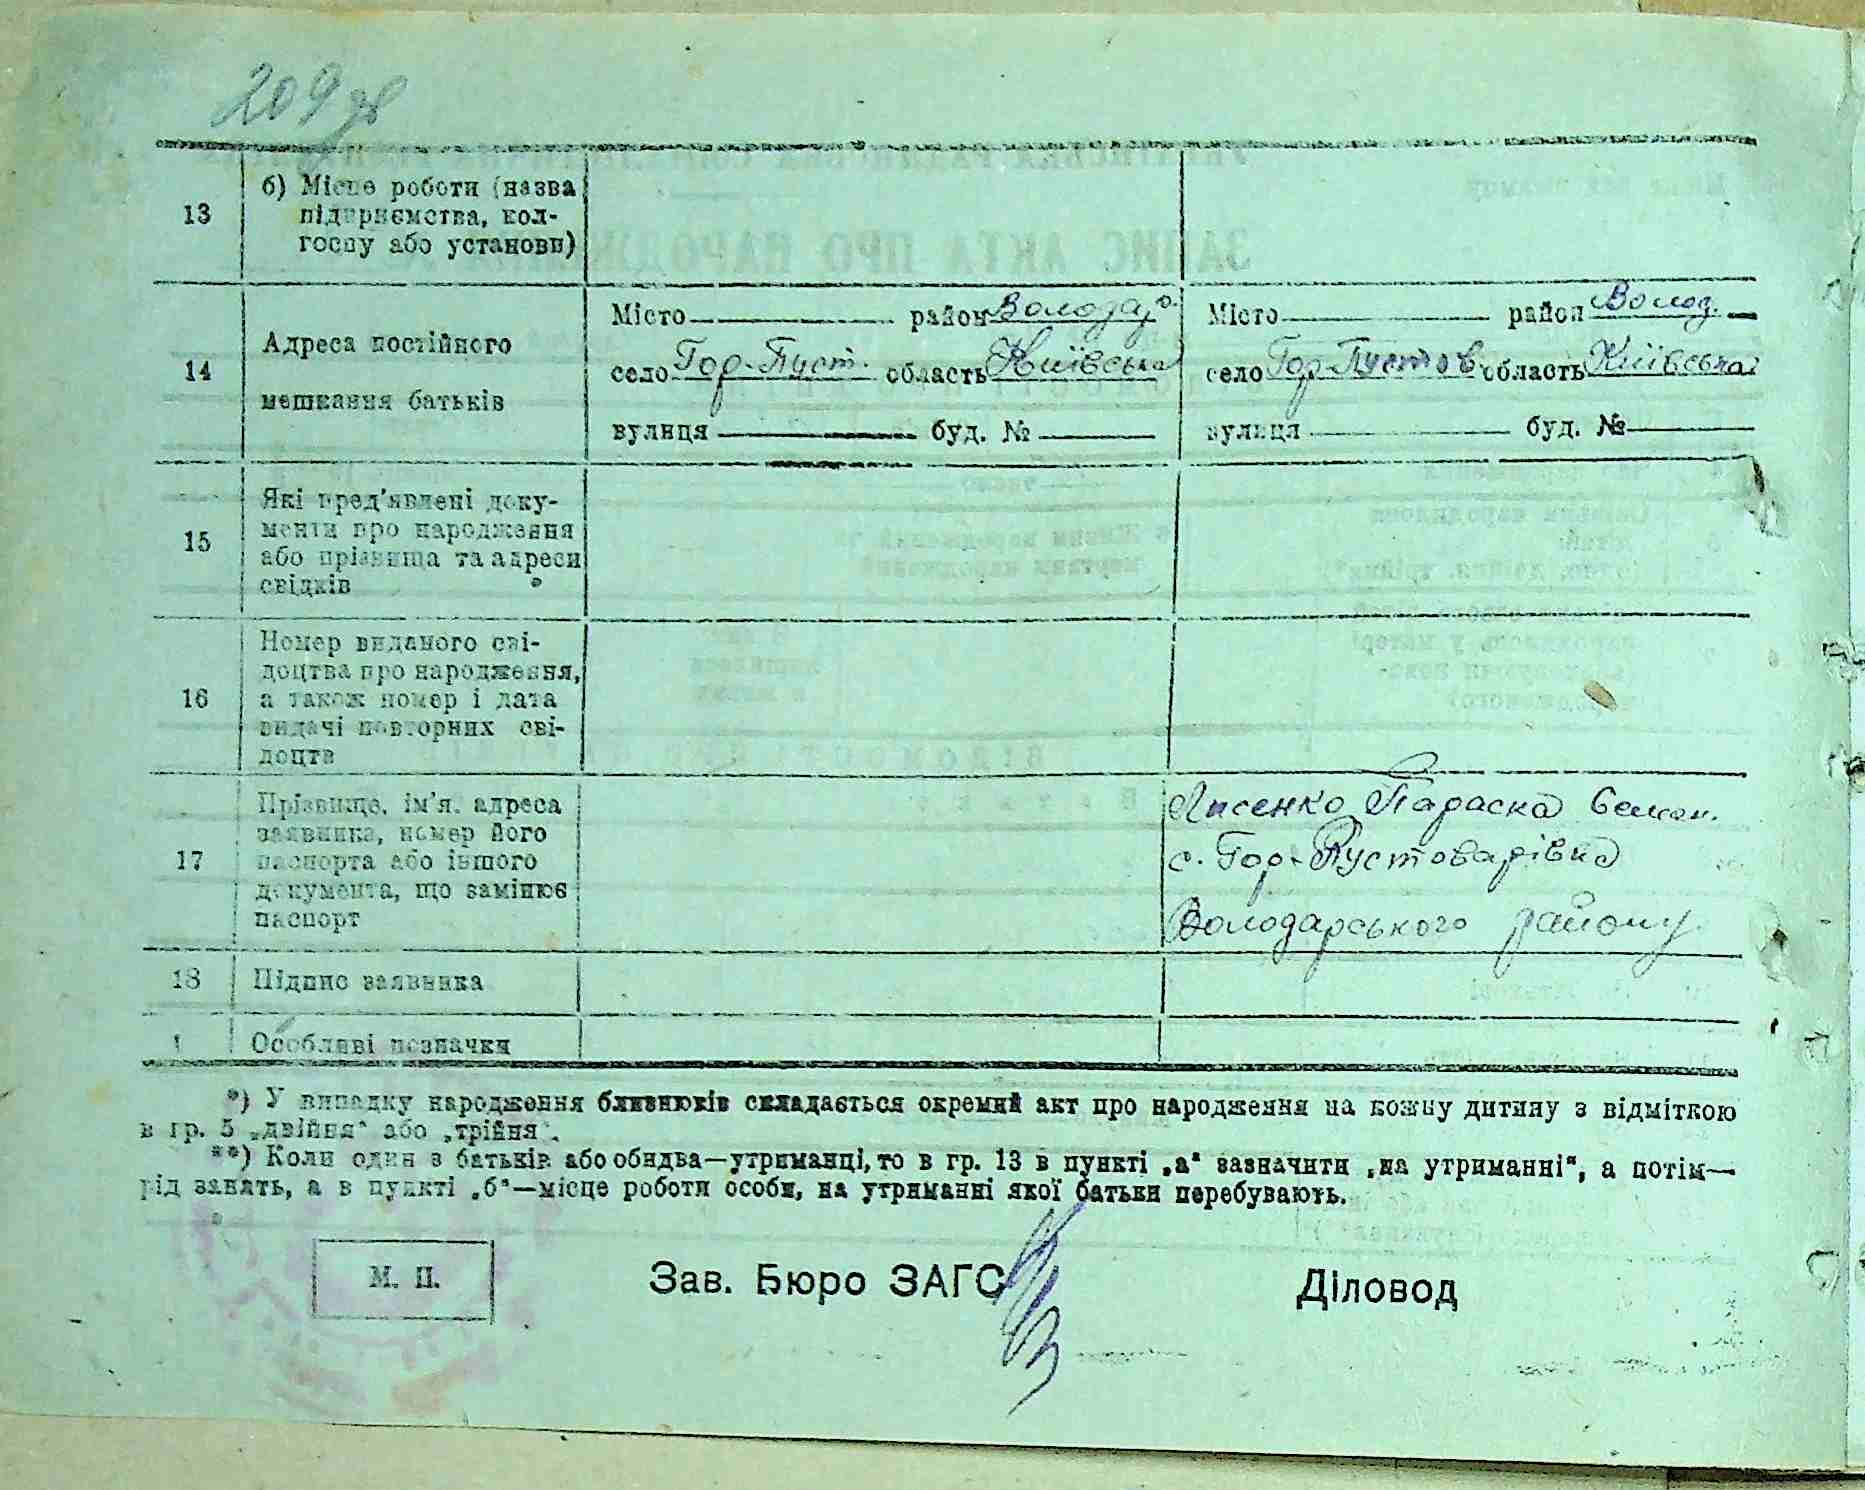 209 зв
13
б) Місце роботи (назва
підприємства, кол-
госпу або установи)
14
Адреса постійного
мешкання батьків
Місто район Володар.
село Гор-Пуст. область Київська
вулиця буд. №
Місто район Волод.
село Гор-Пустов. область Київська
вулиця буд. №
15
Які пред'явлені доку-
менти про народження
або прізвища та адреси
свідків
16
Номер виданого сві-
доцтва про народження,
а також номер і дата
видачі повторних сві-
доцтв
17
Прізвище, ім'я, адреса
заявника, номер його
паспорта або іншого
документа, що замінює
паспорт
Лисенко Параска Семен.
с. Гор-Пустоварівка
Володарського району.
18
Підпис заявника
1
Особливі позначки
*) У випадку народження близнюків складається окремий акт про народження на кожну дитину з відміткою
в гр. 5 „двійня" або „трійня".
**) Коли один з батьків або обидва—утриманці, то в гр. 13 в пункті „а" зазначити „на утриманні", а потім—
рід занять, а в пункті „б"—місце роботи особи, на утриманні якої батьки перебувають.
М. П.
Зав. Бюро ЗАГС
Діловод